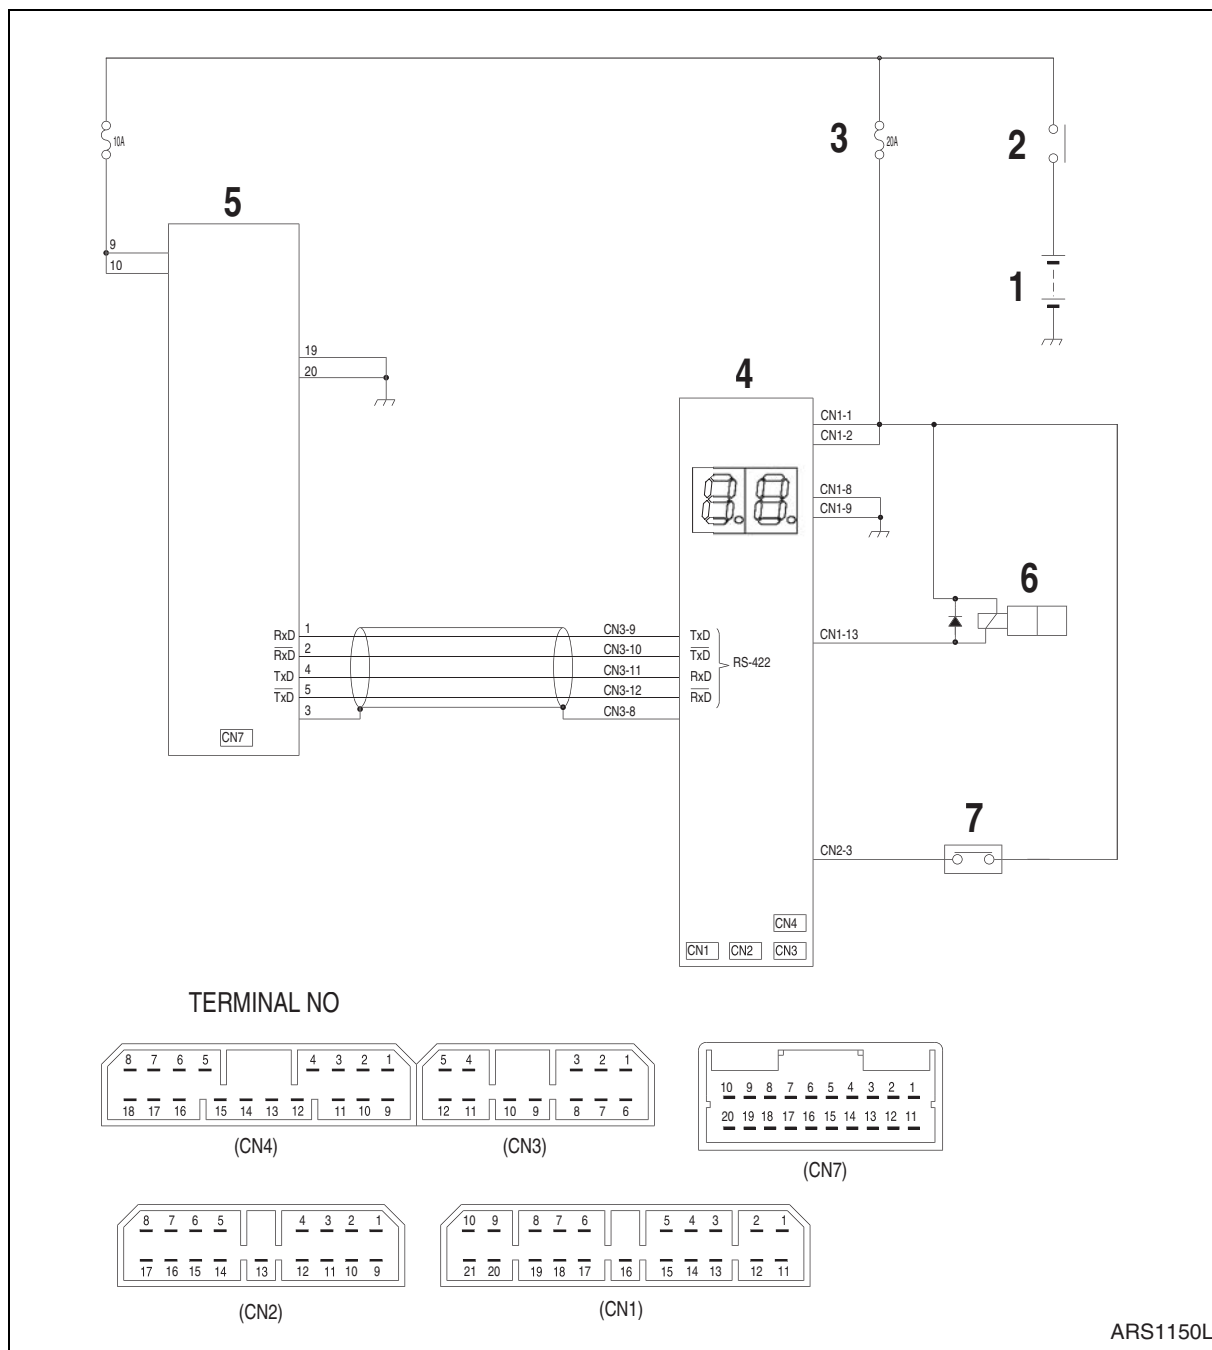 3
20A
2
10A
5
9
10
1
19
20
4
CN1-1
CN1-2
CN1-8
CN1-9
6
CN1-13
RxD 1 CN3-9 TxD
RxD 2 CN3-10 TxD
RS-422
TxD 4 CN3-11 RxD
TxD 5 CN3-12 RxD
3 CN3-8
CN7
7
CN2-3
CN4
CN1 CN2 CN3
TERMINAL NO
8 7 6 5 4 3 2 1
18 17 16 15 14 13 12 11 10 9
(CN4)
5 4 3 2 1
12 11 10 9 8 7 6
(CN3)
10 9 8 7 6 5 4 3 2 1
20 19 18 17 16 15 14 13 12 11
(CN7)
8 7 6 5 4 3 2 1
17 16 15 14 13 12 11 10 9
(CN2)
10 9 8 7 6 5 4 3 2 1
21 20 19 18 17 16 15 14 13 12 11
(CN1)
ARS1150L